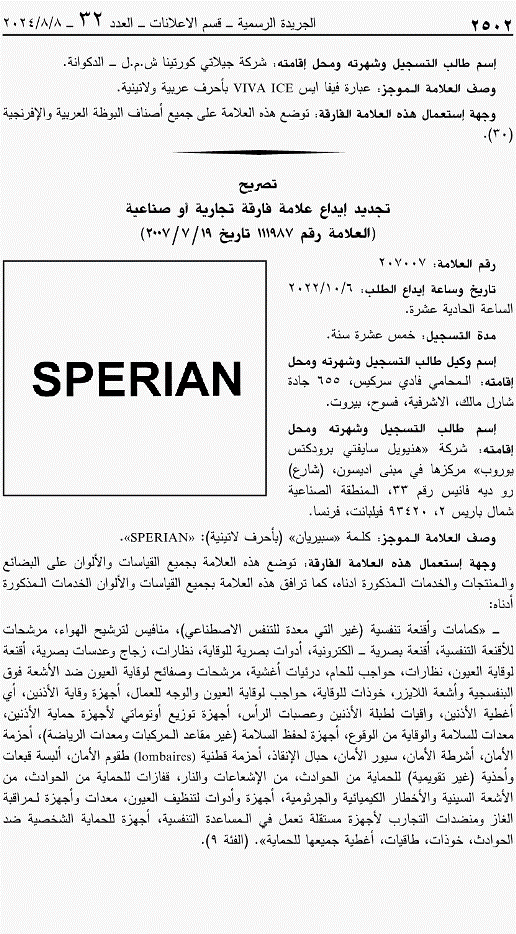 ٢٥٠٢ الجريدة الرسمية ـ قسم الاعلانات ـ العدد ٣٢ ـ ٢٠٢٤/٨/٨
إسم طالب التسجيل وشهرته ومحل إقامته: شركة جيلاتي كورتينا ش.م.ل ـ الدكوانة.
وصف العلامة الـموجز: عبارة فيفا ايس VIVA ICE بأحرف عربية ولاتينية.
وجهة إستعمال هذه العلامة الفارقة: توضع هذه العلامة على جميع أصناف البوظة العربية والإفرنجية
(٣٠).
تصريح
تجديد إيداع علامة فارقة تجارية أو صناعية
(العلامة رقم ١١١٩٨٧ تاريخ ٢٠٠٧/٧/١٩)
رقم العلامة: ٢٠٧٠٠٧
تاريخ وساعة إيداع الطلب: ٢٠٢٢/١٠/٦
الساعة الحادية عشرة.
مدة التسجيل: خمس عشرة سنة.
إسم وكيل طالب التسجيل وشهرته ومحل
إقامته: الـمحامي فادي سركيس، ٦٥٥ جادة
شارل مالك، الاشرفية، فسوح، بيروت.
إسم طالب التسجيل وشهرته ومحل
إقامته: شركة «هنيويل سايفتي برودكتس
يوروب» مركزها في مبنى اديسون، (شارع)
رو ديه فانيس رقم ٣٣، الـمنطقة الصناعية
شمال باريس ٢، ٩٣٤٢٠ فيلبانت، فرنسا.
SPERIAN
وصف العلامة الـموجز: كلـمة «سبيريان» (بأحرف لاتينية): «SPERIAN».
وجهة إستعمال هذه العلامة الفارقة: توضع هذه العلامة بجميع القياسات والألوان على البضائع
والـمنتجات والخدمات الـمذكورة ادناه، كما ترافق هذه العلامة بجميع القياسات والألوان الخدمات الـمذكورة
أدناه:
ـ «كمامات وأقنعة تنفسية (غير التي معدة للتنفس الاصطناعي)، منافيس لترشيح الهواء، مرشحات
للأقنعة التنفسية، أقنعة بصرية ـ الكترونية، أدوات بصرية للوقاية، نظارات، زجاج وعدسات بصرية، أقنعة
لوقاية العيون، نظارات، حواجب للحام، درئيات أغشية، مرشحات وصفائح لوقاية العيون ضد الأشعة فوق
البنفسجية وأشعة اللايزر، خوذات للوقاية، حواجب لوقاية العيون والوجه للعمال، أجهزة وقاية الأذنين، أي
أغطية الأذنين، واقيات لطبلة الأذنين وعصبات الرأس، أجهزة توزيع أوتوماتي لأجهزة حماية الأذنين،
معدات للسلامة والوقاية من الوقوع، أجهزة لحفظ السلامة (غير مقاعد الـمركبات ومعدات الرياضة)، أحزمة
الأمان، أشرطة الأمان، سيور الأمان، حبال الإنقاذ، أحزمة قطنية (lombaires) طقوم الأمان، ألبسة قبعات
وأحذية (غير تقويمية) للحماية من الحوادث، من الإشعاعات والنار، قفازات للحماية من الحوادث، من
الأشعة السينية والأخطار الكيميائية والجرثومية، أجهزة وأدوات لتنظيف العيون، معدات وأجهزة لـمراقبة
الغاز ومنضدات التجارب لأجهزة مستقلة تعمل في الـمساعدة التنفسية، أجهزة للحماية الشخصية ضد
الحوادث، خوذات، طاقيات، أغطية جميعها للحماية». (الفئة ٩).